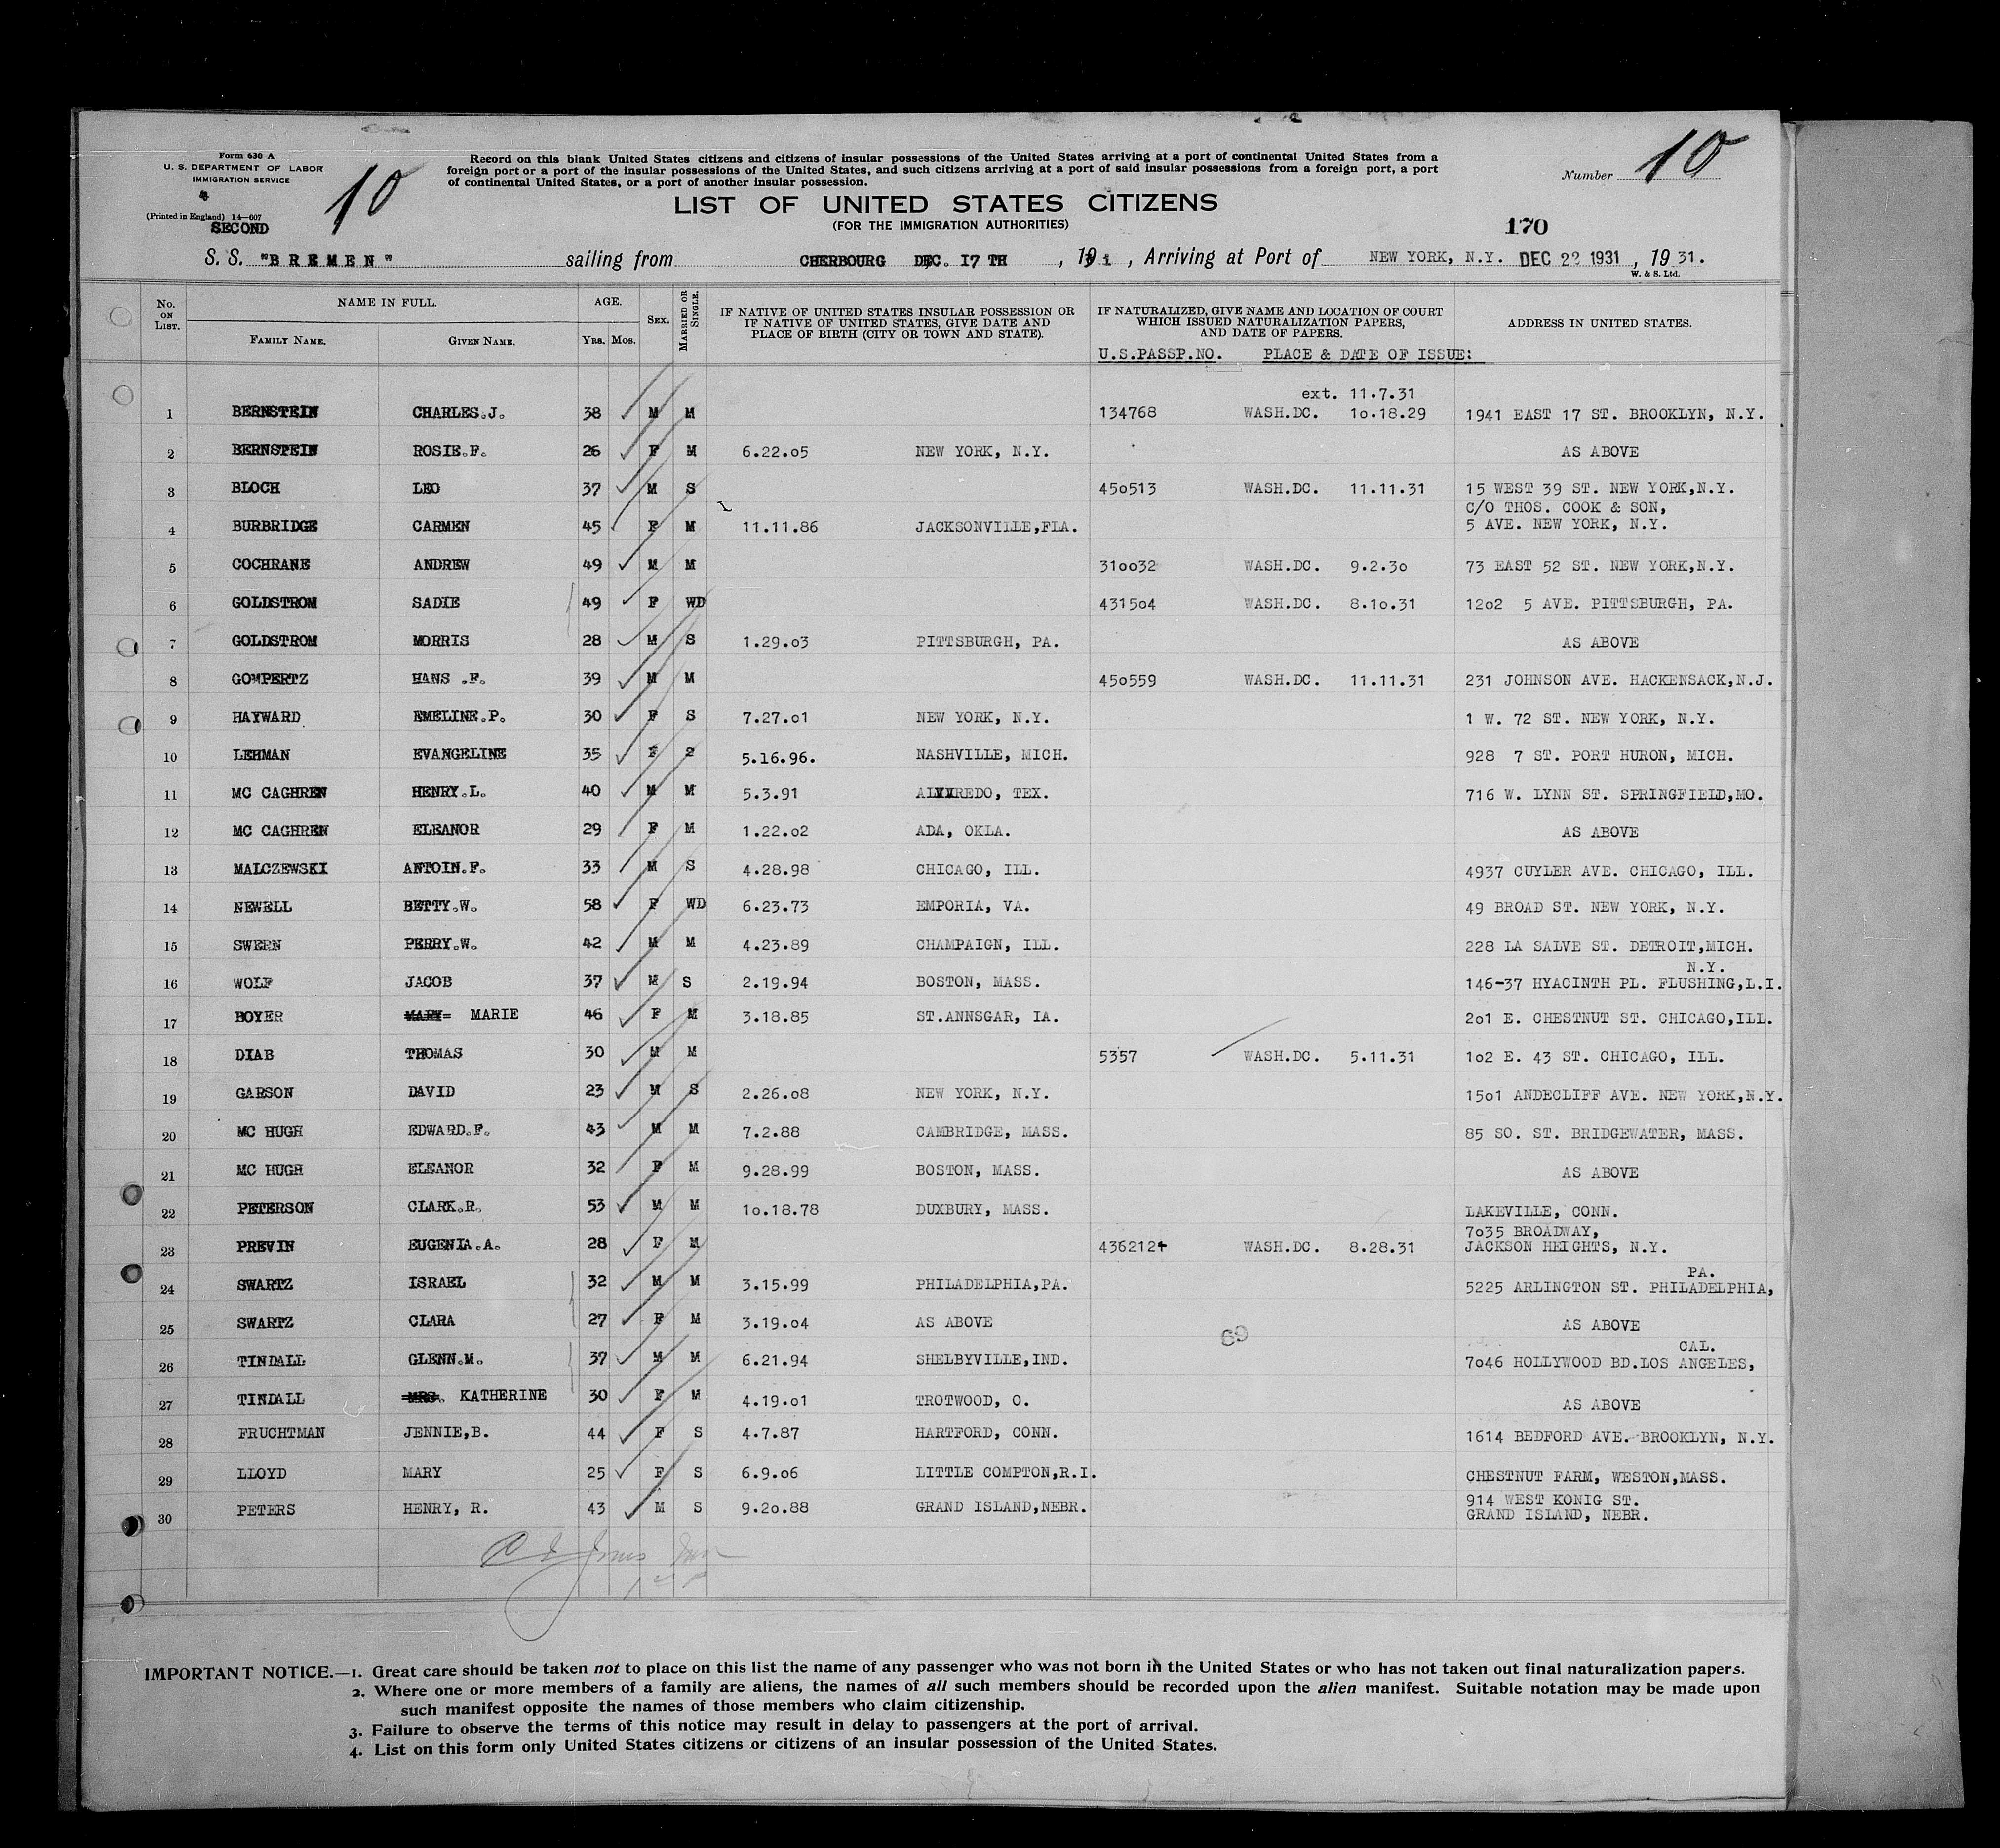 Form 630 A
U. S. DEPARTMENT OF LABOR
IMMIGRATION SERVICE
4
(Printed in England) 14—607
SECOND
10
Record on this blank United States citizens and citizens of insular possessions of the United States arriving at a port of continental United States from a
foreign port or a port of the insular possessions of the United States, and such citizens arriving at a port of said insular possessions from a foreign port, a port
of continental United States, or a port of another insular possession.
Number 10
LIST OF UNITED STATES CITIZENS
(FOR THE IMMIGRATION AUTHORITIES)
170
S. S. "BREMEN" sailing from CHERBOURG DEC. 17 TH , 1931 , Arriving at Port of NEW YORK, N.Y. DEC 22 1931 , 1931.
W. & S. Ltd.
No. ON LIST. NAME IN FULL. AGE. SEX. MARRIED OR SINGLE. IF NATIVE OF UNITED STATES INSULAR POSSESSION OR IF NATIVE OF UNITED STATES, GIVE DATE AND PLACE OF BIRTH (CITY OR TOWN AND STATE). IF NATURALIZED, GIVE NAME AND LOCATION OF COURT WHICH ISSUED NATURALIZATION PAPERS, AND DATE OF PAPERS. ADDRESS IN UNITED STATES.
FAMILY NAME. GIVEN NAME. YRS. MOS.
U.S.PASSP.NO. PLACE & DATE OF ISSUE:
ext. 11.7.31
1 BERNSTEIN CHARLES.J. 38 M M 134768 WASH.DC. 10.18.29 1941 EAST 17 ST. BROOKLYN, N.Y.
2 BERNSTEIN ROSIE.F. 26 F M 6.22.05 NEW YORK, N.Y. AS ABOVE
3 BLOCH LEO 37 M S 450513 WASH.DC. 11.11.31 15 WEST 39 ST. NEW YORK,N.Y.
C/O THOS. COOK & SON,
4 BURBRIDGE CARMEN 45 F M 11.11.86 JACKSONVIILE,FLA. 5 AVE. NEW YORK, N.Y.
5 COCHRANE ANDREW 49 M M 310032 WASH.DC. 9.2.30 73 EAST 52 ST. NEW YORK,N.Y.
6 GOLDSTROM SADIE 49 F WD 431504 WASH.DC. 8.10.31 1202 5 AVE. PITTSBURGH, PA.
7 GOLDSTROM MORRIS 28 M S 1.29.03 PITTSBURGH, PA. AS ABOVE
8 GOMPERTZ HANS .F. 39 M M 450559 WASH.DC. 11.11.31 231 JOHNSON AVE. HACKENSACK,N.J.
9 HAYWARD EMELINE.P. 30 F S 7.27.01 NEW YORK, N.Y. 1 W. 72 ST. NEW YORK, N.Y.
10 LEHMAN EVANGELINE 35 F S 5.16.96. NASHVILLE, MICH. 928 7 ST. PORT HURON, MICH.
11 MC CAGHREN HENRY.L. 40 M M 5.3.91 ALVVREDO, TEX. 716 W. LYNN ST. SPRINGFIELD,MO.
12 MC CAGHREN ELEANOR 29 F M 1.22.02 ADA, OKLA. AS ABOVE
13 MALCZEWSKI ANTOIN.F. 33 M S 4.28.98 CHICAGO, ILL. 4937 CUYLER AVE. CHICAGO, ILL.
14 NEWELL BETTY.W. 58 F WD 6.23.73 EMPORIA, VA. 49 BROAD ST. NEW YORK, N.Y.
15 SWERN PERRY.W. 42 M M 4.23.89 CHAMPAIGN, ILL. 228 LA SALVE ST. DETROIT,MICH.
N.Y.
16 WOLF JACOB 37 M S 2.19.94 BOSTON, MASS. 146-37 HYACINTH PL. FLUSHING,L.I.
17 BOYER MARY= MARIE 46 F M 3.18.85 ST.ANNSGAR, IA. 201 E. CHESTNUT ST. CHICAGO,ILL.
18 DIAB THOMAS 30 M M 5357 WASH.DC. 5.11.31 102 E. 43 ST. CHICAGO, ILL.
19 GARSON DAVID 23 M S 2.26.08 NEW YORK, N.Y. 1501 ANDECLIFF AVE. NEW YORK,N.Y.
20 MC HUGH EDWARD.F. 43 M M 7.2.88 CAMBRIDGE, MASS. 85 SO. ST. BRIDGEWATER, MASS.
21 MC HUGH ELEANOR 32 F M 9.28.99 BOSTON, MASS. AS ABOVE
22 PETERSON CLARK.R. 53 M M 10.18.78 DUXBURY, MASS. LAKEVILLE, CONN.
7035 BROADWAY,
23 PREVIN EUGENIA.A. 28 F M 436212+ WASH.DC. 8.28.31 JACKSON HEIGHTS, N.Y.
PA.
24 SWARTZ ISRAEL 32 M M 3.15.99 PHILADELPHIA,PA. 5225 ARLINGTON ST. PHILADELPHIA,
25 SWARTZ CLARA 27 F M 3.19.04 AS ABOVE AS ABOVE
69
CAL.
26 TINDALL GLENN.M. 37 M M 6.21.94 SHELBYVILLE,IND. 7046 HOLLYWOOD BD.LOS ANGELES,
27 TINDALL MRS. KATHERINE 30 F M 4.19.01 TROTWOOD, O. AS ABOVE
28 FRUCHTMAN JENNIE,B. 44 F S 4.7.87 HARTFORD, CONN. 1614 BEDFORD AVE. BROOKLYN, N.Y.
29 LLOYD MARY 25 F S 6.9.06 LITTLE COMPTON,R.I. CHESTNUT FARM, WESTON,MASS.
914 WEST KONIG ST.
30 PETERS HENRY, R. 43 M S 9.20.88 GRAND ISLAND,NEBR. GRAND ISLAND, NEBR.
IMPORTANT NOTICE.—1. Great care should be taken not to place on this list the name of any passenger who was not born in the United States or who has not taken out final naturalization papers.
2. Where one or more members of a family are aliens, the names of all such members should be recorded upon the alien manifest. Suitable notation may be made upon
such manifest opposite the names of those members who claim citizenship.
3. Failure to observe the terms of this notice may result in delay to passengers at the port of arrival.
4. List on this form only United States citizens or citizens of an insular possession of the United States.